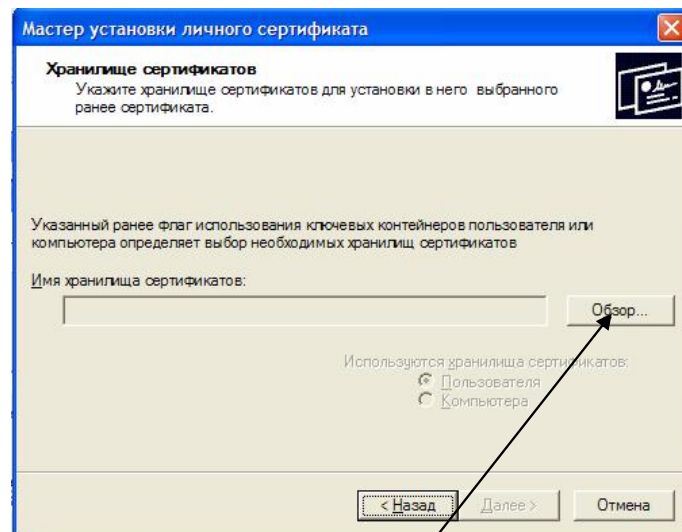 Мастер установки личного сертификата
Хранилище сертификатов
Укажите хранилище сертификатов для установки в него выбранного
ранее сертификата.
Указанный ранее флаг использования ключевых контейнеров пользователя или
компьютера определяет выбор необходимых хранилищ сертификатов
Имя хранилища сертификатов:
Обзор...
Используются хранилища сертификатов:
Пользователя
Компьютера
< Назад
Далее >
Отмена